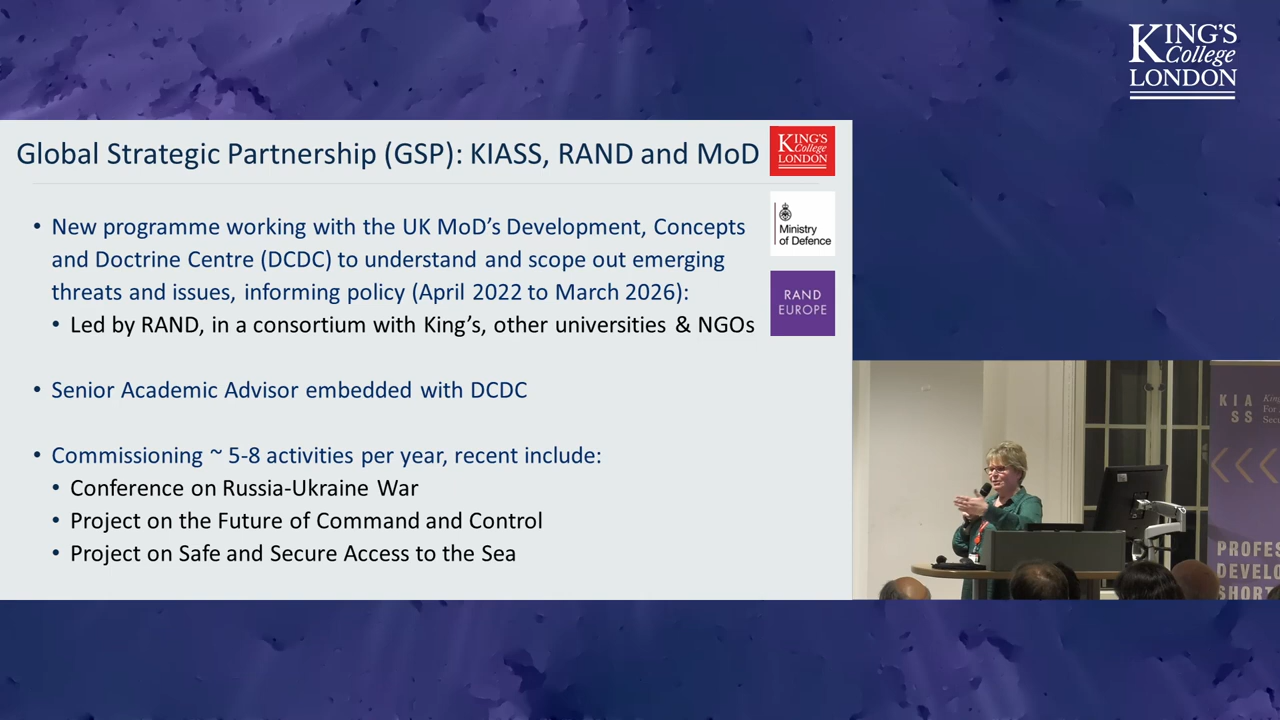 KING'S
College
LONDON
Global Strategic Partnership (GSP): KIASS, RAND and MoD
KING'S
College
LONDON
• New programme working with the UK MoD's Development, Concepts
and Doctrine Centre (DCDC) to understand and scope out emerging
threats and issues, informing policy (April 2022 to March 2026):
• Led by RAND, in a consortium with King's, other universities & NGOs
Ministry
of Defence
RAND
EUROPE
• Senior Academic Advisor embedded with DCDC
• Commissioning ~ 5-8 activities per year, recent include:
• Conference on Russia-Ukraine War
• Project on the Future of Command and Control
• Project on Safe and Secure Access to the Sea
KIA
SS
King
For
Sec
PROFES
DEVELO
SHORT